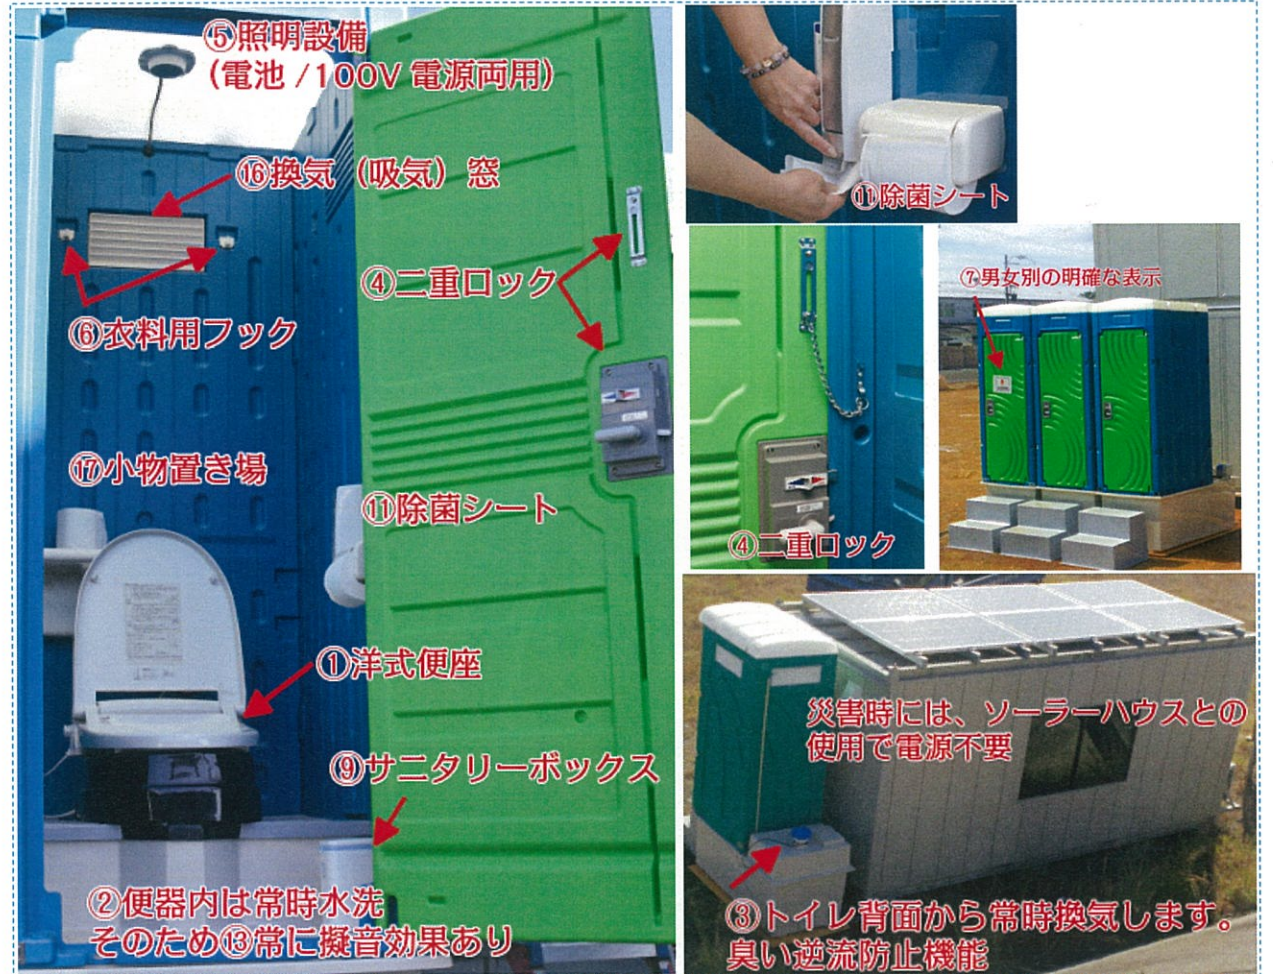 ⑤照明設備
（電池/100V 電源両用）
⑯換気（吸気）窓
④二重ロック
⑥衣料用フック
⑰小物置き場
⑪除菌シート
①洋式便座
⑨サニタリーボックス
②便器内は常時水洗
そのため⑬常に擬音効果あり
⑪除菌シート
④二重ロック
⑦男女別の明確な表示
災害時には、ソーラーハウスとの
使用で電源不要
③トイレ背面から常時換気します。
臭い逆流防止機能